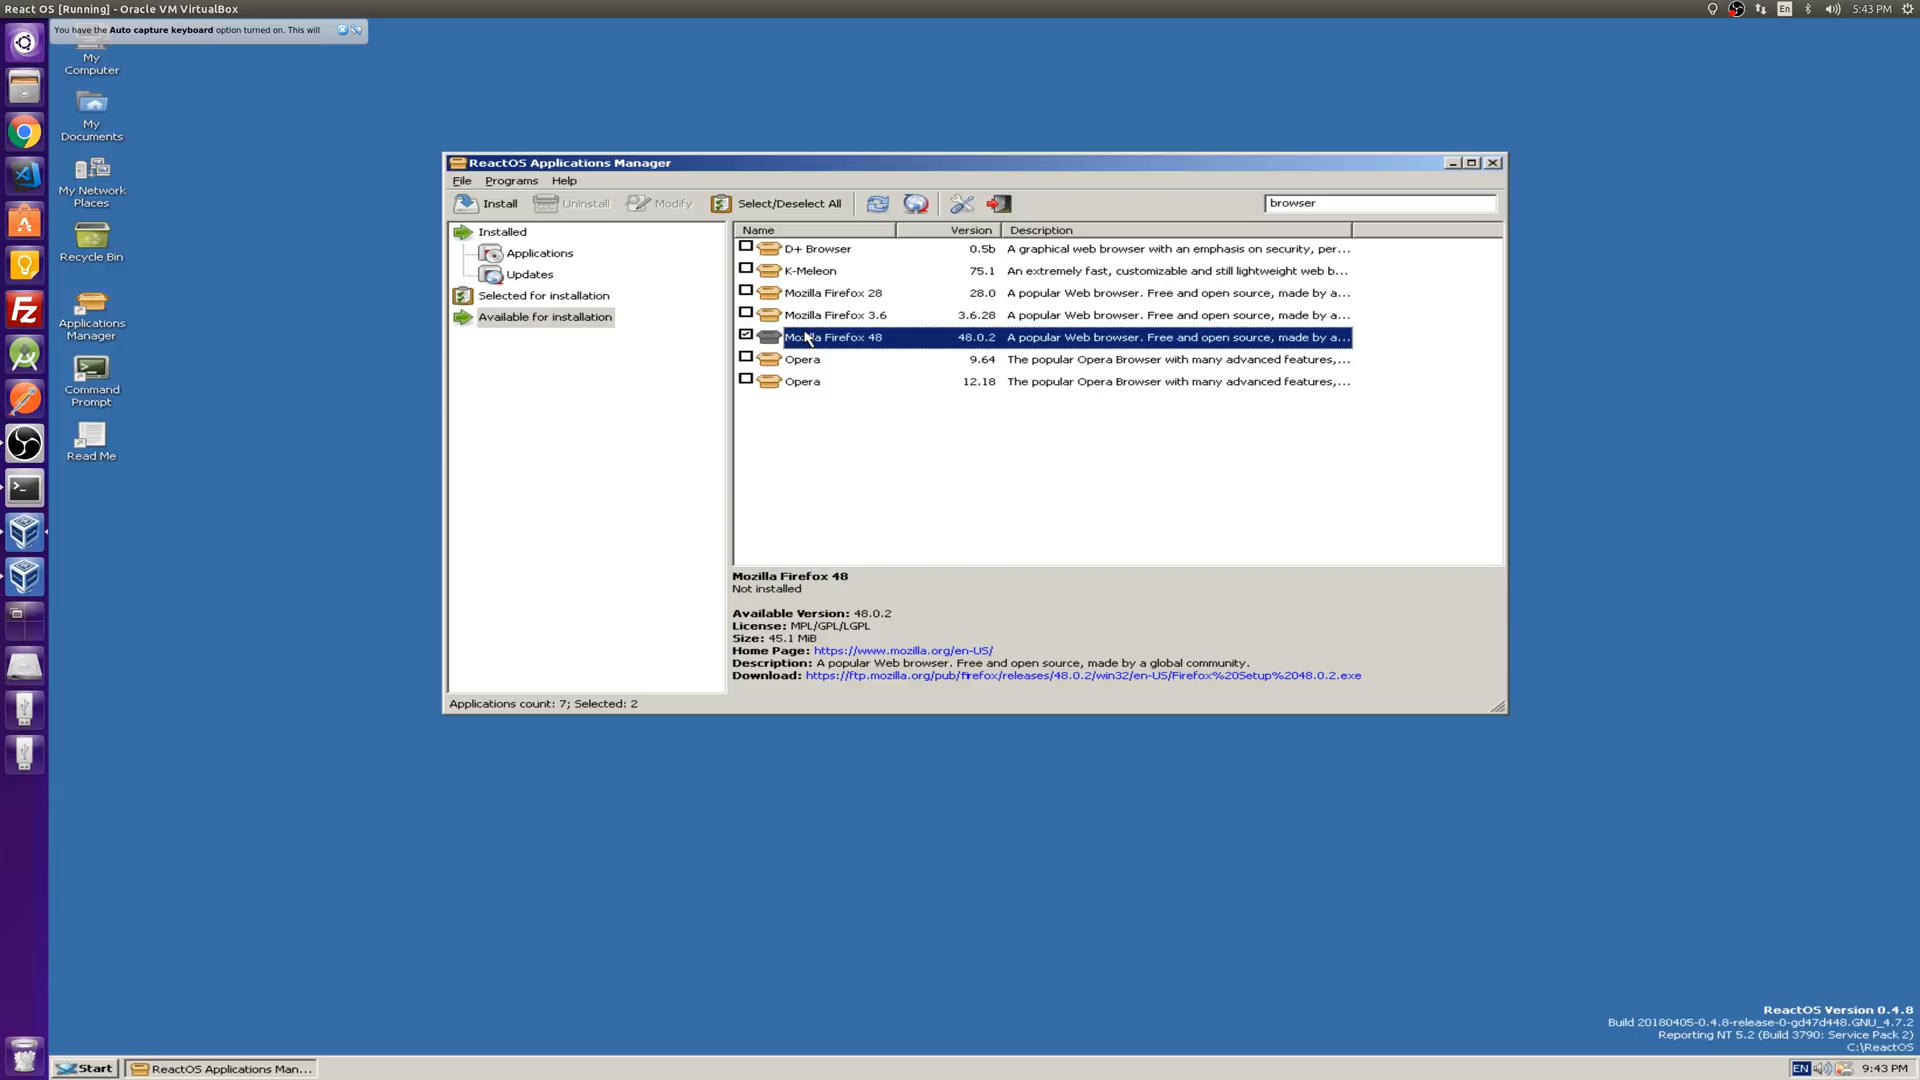 React OS [Running] - Oracle VM VirtualBox
En
5:43 PM
You have the Auto capture keyboard option turned on. This will
My
Computer
My
Documents
My Network
Places
Recycle Bin
Applications
Manager
Command
Prompt
Read Me
ReactOS Applications Manager
File Programs Help
Install Uninstall Modify Select/Deselect All browser
Installed
Applications
Updates
Selected for installation
Available for installation
Name Version Description
D+ Browser 0.5b A graphical web browser with an emphasis on security, per...
K-Meleon 75.1 An extremely fast, customizable and still lightweight web b...
Mozilla Firefox 28 28.0 A popular Web browser. Free and open source, made by a...
Mozilla Firefox 3.6 3.6.28 A popular Web browser. Free and open source, made by a...
Mozilla Firefox 48 48.0.2 A popular Web browser. Free and open source, made by a...
Opera 9.64 The popular Opera Browser with many advanced features,...
Opera 12.18 The popular Opera Browser with many advanced features,...
Mozilla Firefox 48
Not installed
Available Version: 48.0.2
License: MPL/GPL/LGPL
Size: 45.1 MiB
Home Page: https://www.mozilla.org/en-US/
Description: A popular Web browser. Free and open source, made by a global community.
Download: https://ftp.mozilla.org/pub/firefox/releases/48.0.2/win32/en-US/Firefox%20Setup%2048.0.2.exe
Applications count: 7; Selected: 2
ReactOS Version 0.4.8
Build 20180405-0.4.8-release-0-gd47d448.GNU_4.7.2
Reporting NT 5.2 (Build 3790: Service Pack 2)
C:\ReactOS
Start ReactOS Applications Man...
EN 9:43 PM